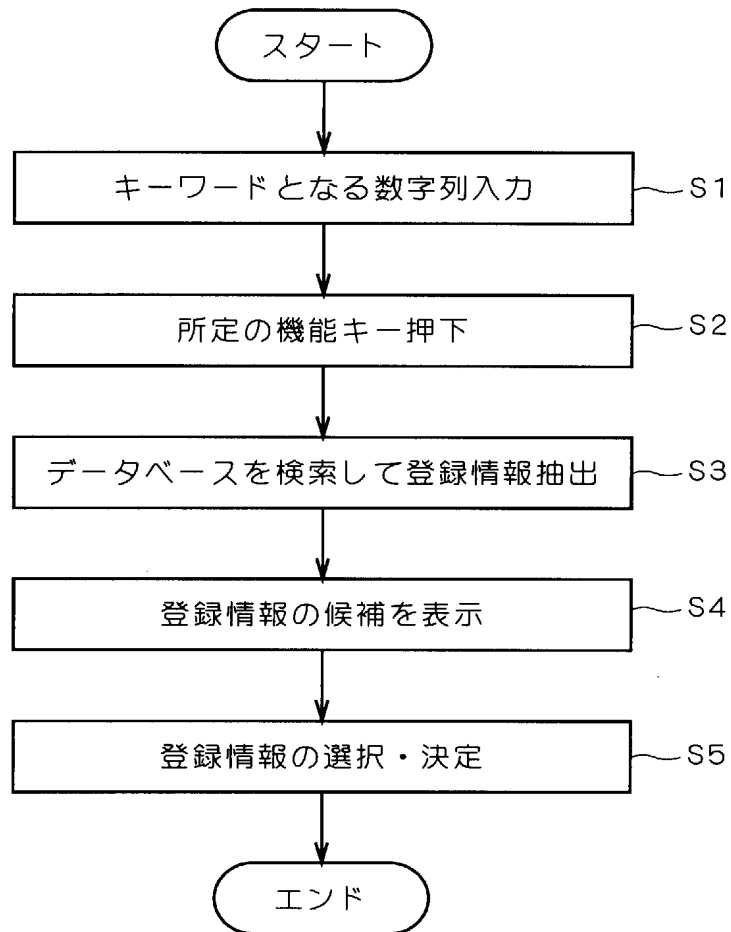 スタート
キーワードとなる数字列入力
S1
所定の機能キー押下
S2
データベースを検索して登録情報抽出
S3
登録情報の候補を表示
S4
登録情報の選択・決定
S5
エンド